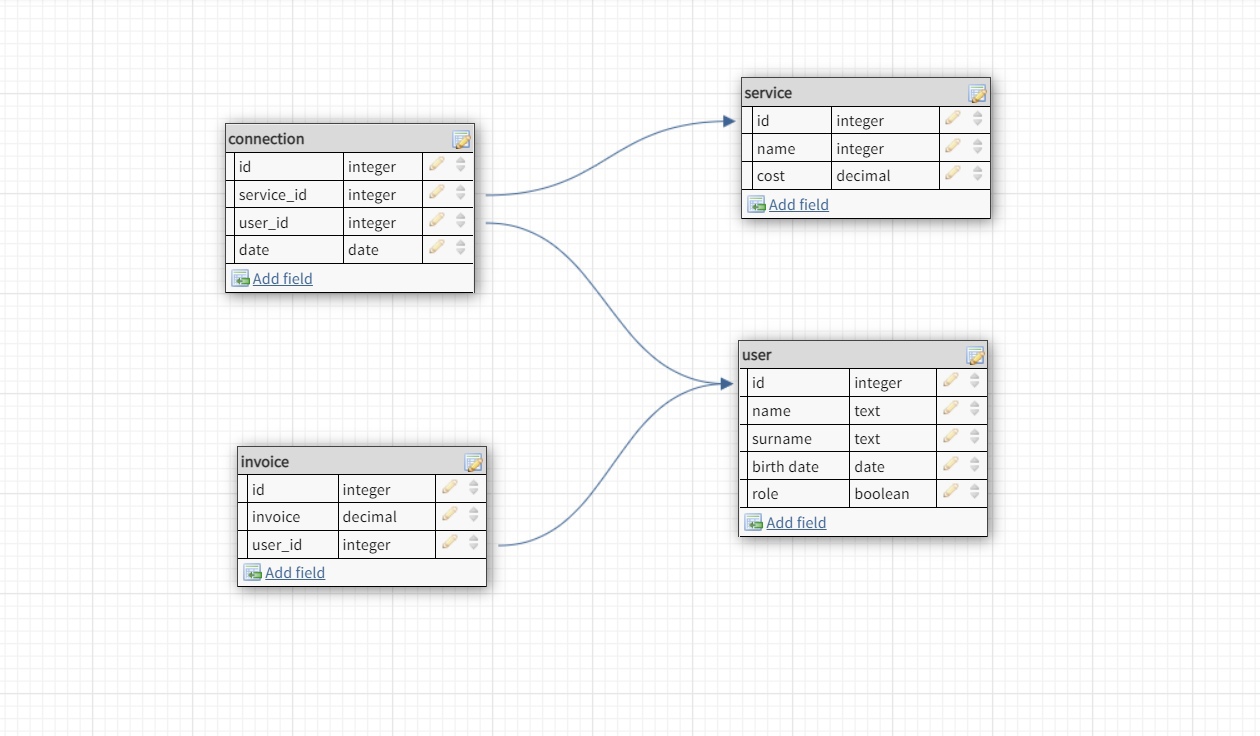 connection
id integer
service_id integer
user_id integer
date date
Add field
service
id integer
name integer
cost decimal
Add field
invoice
id integer
invoice decimal
user_id integer
Add field
user
id integer
name text
surname text
birth date date
role boolean
Add field